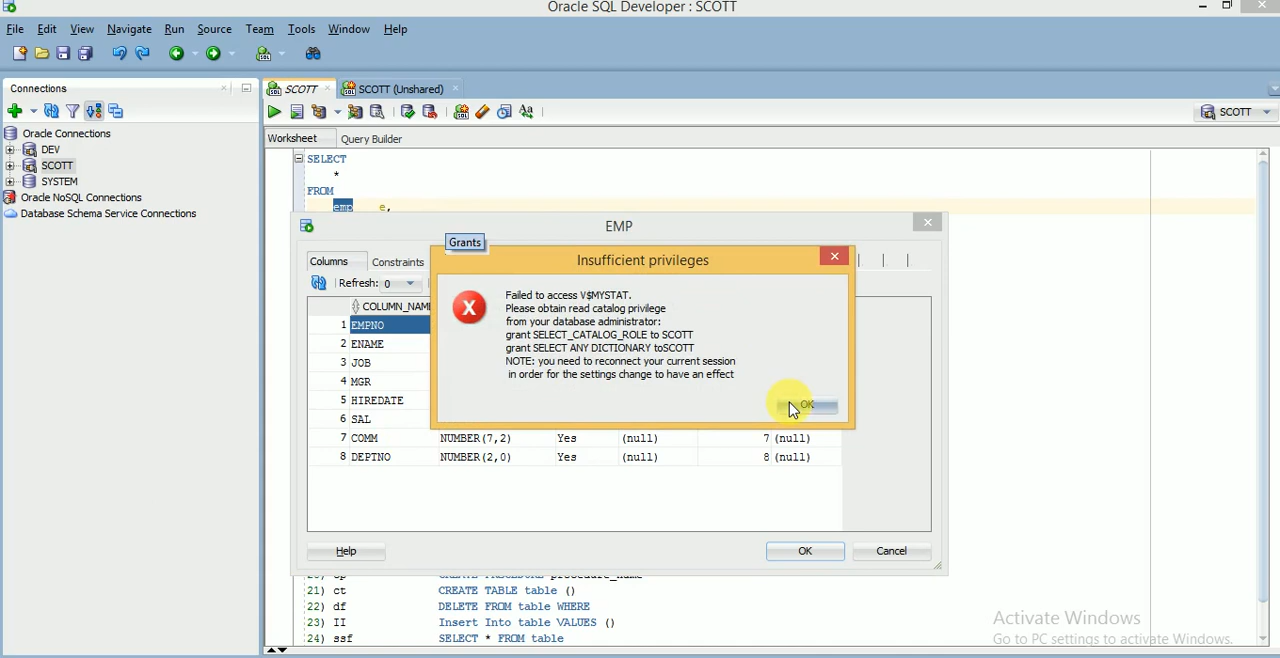 Oracle SQL Developer : SCOTT
File Edit View Navigate Run Source Team Tools Window Help
Connections
SCOTT
SCOTT (Unshared)
SCOTT
Oracle Connections
DEV
SCOTT
SYSTEM
Oracle NoSQL Connections
Database Schema Service Connections
Worksheet Query Builder
SELECT
*
FROM
emp e,
EMP
Grants
Columns Constraints
Refresh: 0
COLUMN_NAME
1 EMPNO
2 ENAME
3 JOB
4 MGR
5 HIREDATE
6 SAL
7 COMM NUMBER(7,2) Yes (null) 7 (null)
8 DEPTNO NUMBER(2,0) Yes (null) 8 (null)
Insufficient privileges
Failed to access V$MYSTAT.
Please obtain read catalog privilege
from your database administrator:
grant SELECT_CATALOG_ROLE to SCOTT
grant SELECT ANY DICTIONARY toSCOTT
NOTE: you need to reconnect your current session
in order for the settings change to have an effect
OK
Help OK Cancel
21) ct CREATE TABLE table ()
22) df DELETE FROM table WHERE
23) II Insert Into table VALUES ()
24) ssf SELECT * FROM table
Activate Windows
Go to PC settings to activate Windows.